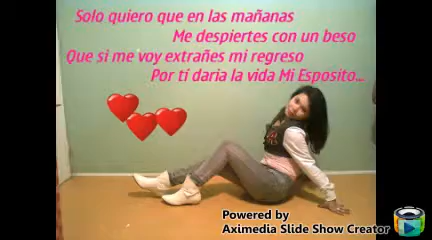 Solo quiero que en las mañanas
Me despiertes con un beso
Que si me voy extrañes mi regreso
Por ti daria la vida Mi Esposito...
Powered by
Aximedia Slide Show Creator